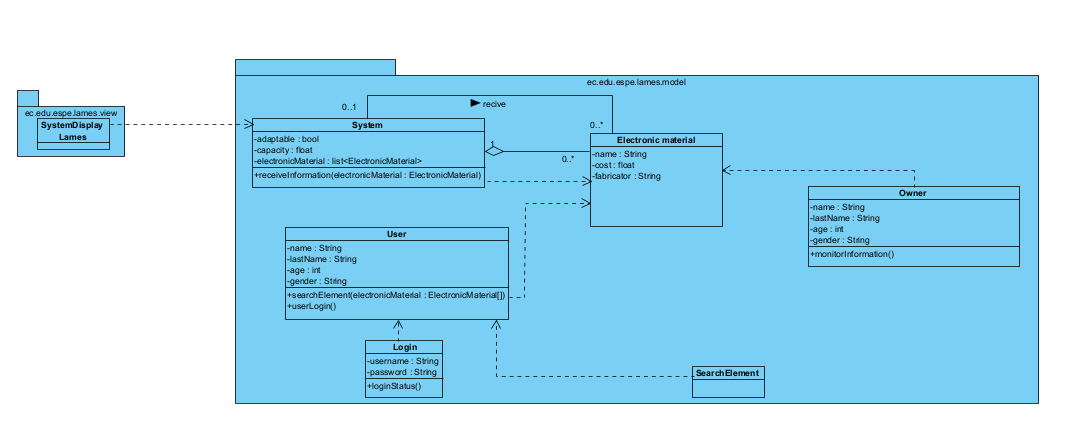 ec.edu.espe.lames.model
ec.edu.espe.lames.view
SystemDisplay
Lames
0..1
recive
0..*
System
-adaptable : bool
-capacity : float
-electronicMaterial : list<ElectronicMaterial>
+receiveInformation(electronicMaterial : ElectronicMaterial)
1
0..*
Electronic material
-name : String
-cost : float
-fabricator : String
Owner
-name : String
-lastName : String
-age : int
-gender : String
+monitorInformation()
User
-name : String
-lastName : String
-age : int
-gender : String
+searchElement(electronicMaterial : ElectronicMaterial[])
+userLogin()
Login
-username : String
-password : String
+loginStatus()
SearchElement